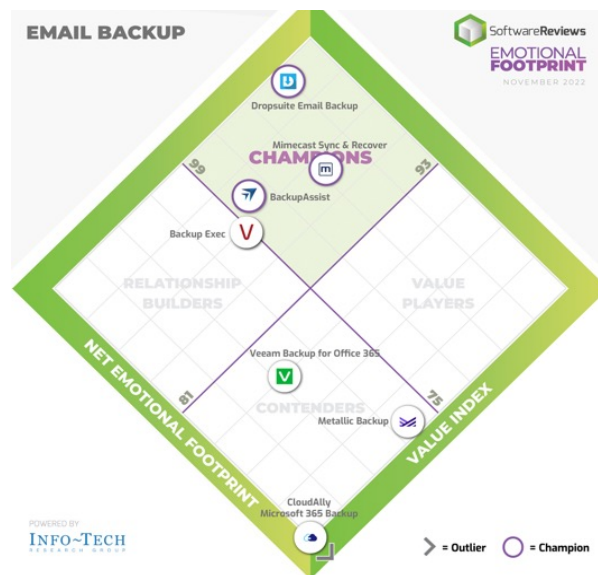 EMAIL BACKUP
SoftwareReviews
EMOTIONAL
FOOTPRINT
NOVEMBER 2022
Dropsuite Email Backup
Mimecast Sync & Recover
CHAMPIONS
m
99
93
BackupAssist
Backup Exec
V
RELATIONSHIP
BUILDERS
VALUE
PLAYERS
Veeam Backup for Office 365
V
81
75
CONTENDERS
Metallic Backup
NET EMOTIONAL FOOTPRINT
VALUE INDEX
CloudAlly
Microsoft 365 Backup
POWERED BY
INFO~TECH
RESEARCH GROUP
= Outlier
= Champion